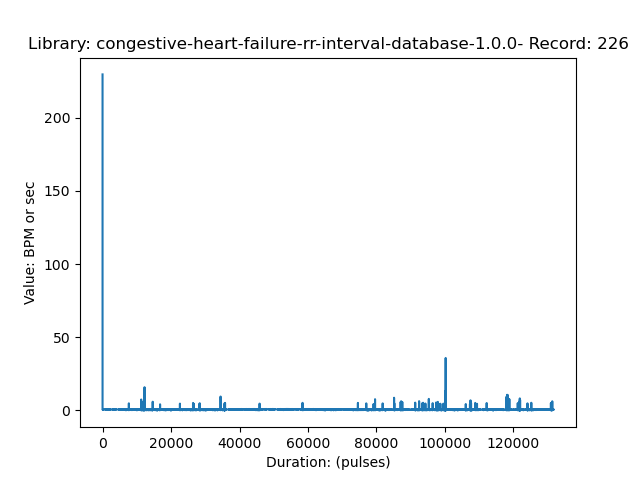 Library: congestive-heart-failure-rr-interval-database-1.0.0- Record: 226
Value: BPM or sec
200
150
100
50
0
0 20000 40000 60000 80000 100000 120000
Duration: (pulses)